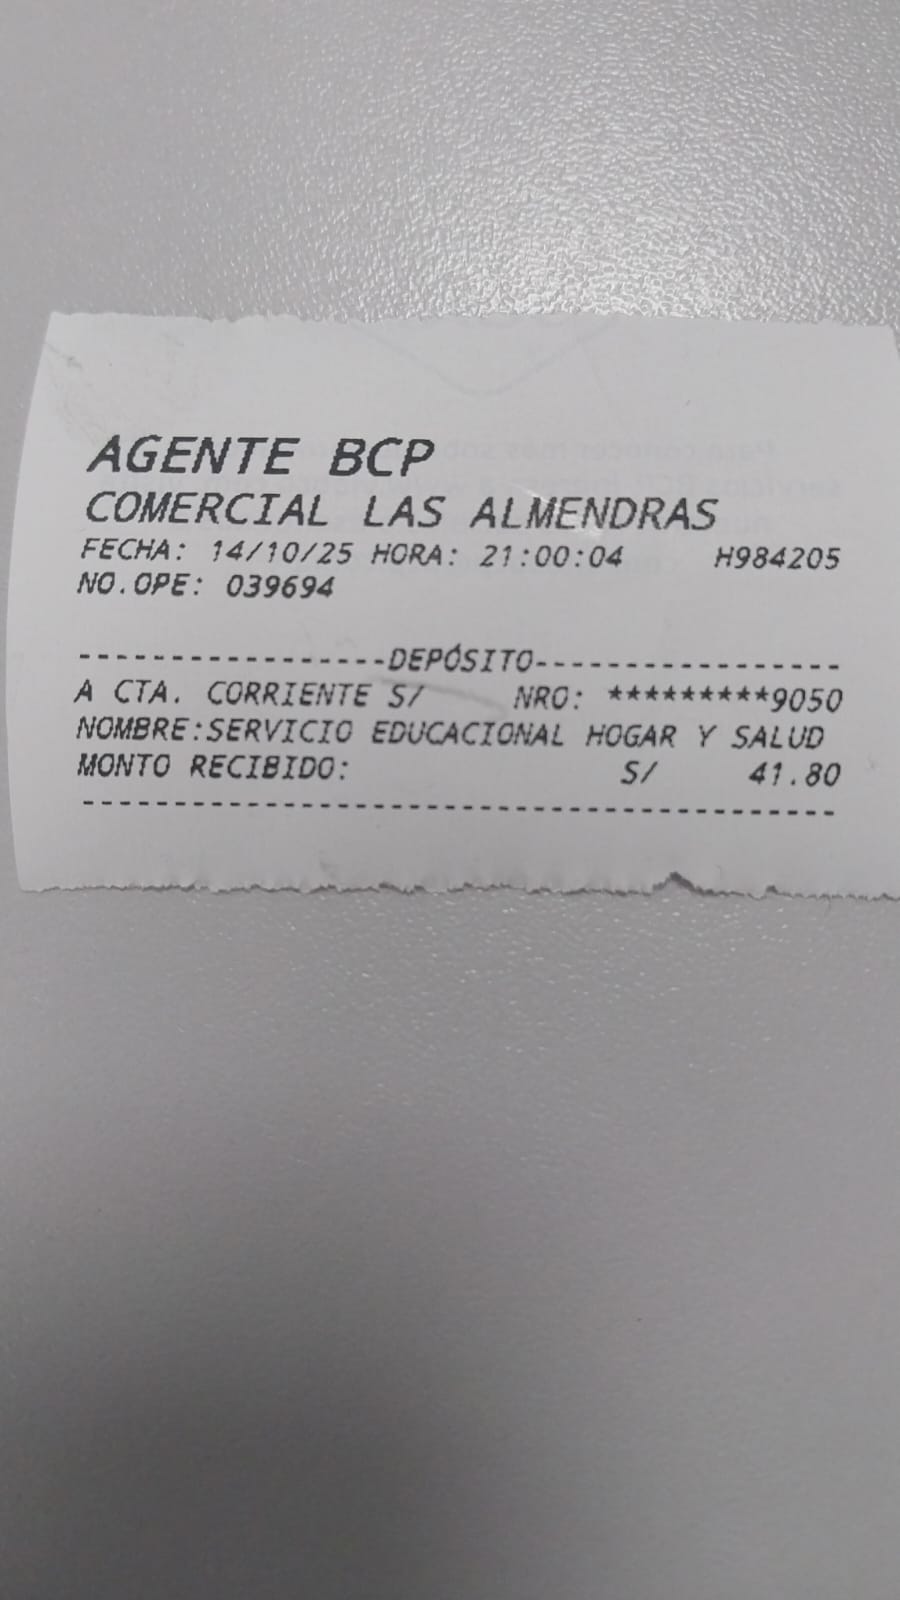 AGENTE BCP
COMERCIAL LAS ALMENDRAS
FECHA: 14/10/25 HORA: 21:00:04 H984205
NO.OPE: 039694
-----------------DEPÓSITO-----------------
A CTA. CORRIENTE S/ NRO: *********9050
NOMBRE:SERVICIO EDUCACIONAL HOGAR Y SALUD
MONTO RECIBIDO: S/ 41.80
------------------------------------------